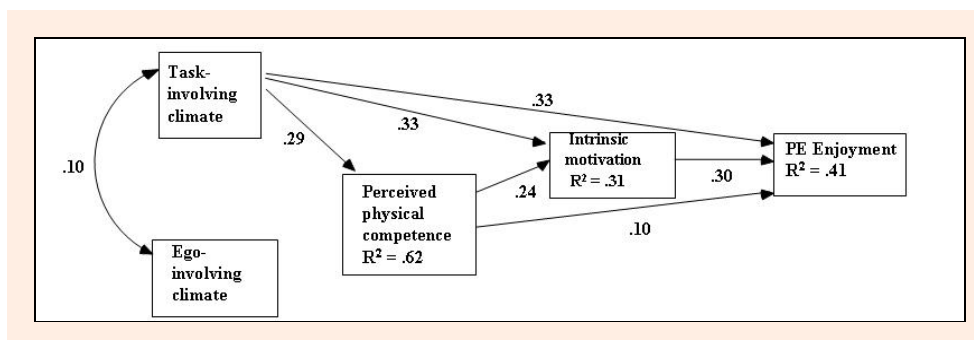 Task-
involving
climate
.33
.33
.29
.10
Intrinsic
motivation
R² = .31
PE Enjoyment
R² = .41
.30
.24
Perceived
physical
competence
R² = .62
.10
Ego-
involving
climate